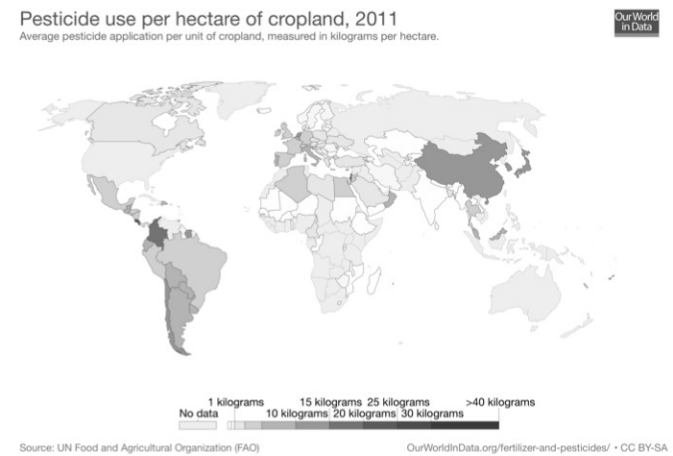 Pesticide use per hectare of cropland, 2011
Average pesticide application per unit of cropland, measured in kilograms per hectare.
Our World
in Data
1 kilograms 15 kilograms 25 kilograms >40 kilograms
No data 10 kilograms 20 kilograms 30 kilograms
Source: UN Food and Agricultural Organization (FAO) OurWorldInData.org/fertilizer-and-pesticides/ • CC BY-SA